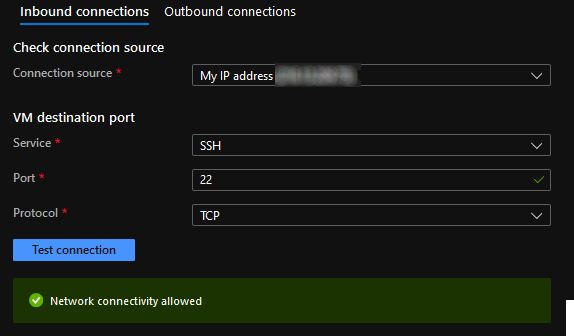 Inbound connections Outbound connections
Check connection source
Connection source * My IP address
VM destination port
Service * SSH
Port * 22
Protocol * TCP
Test connection
Network connectivity allowed